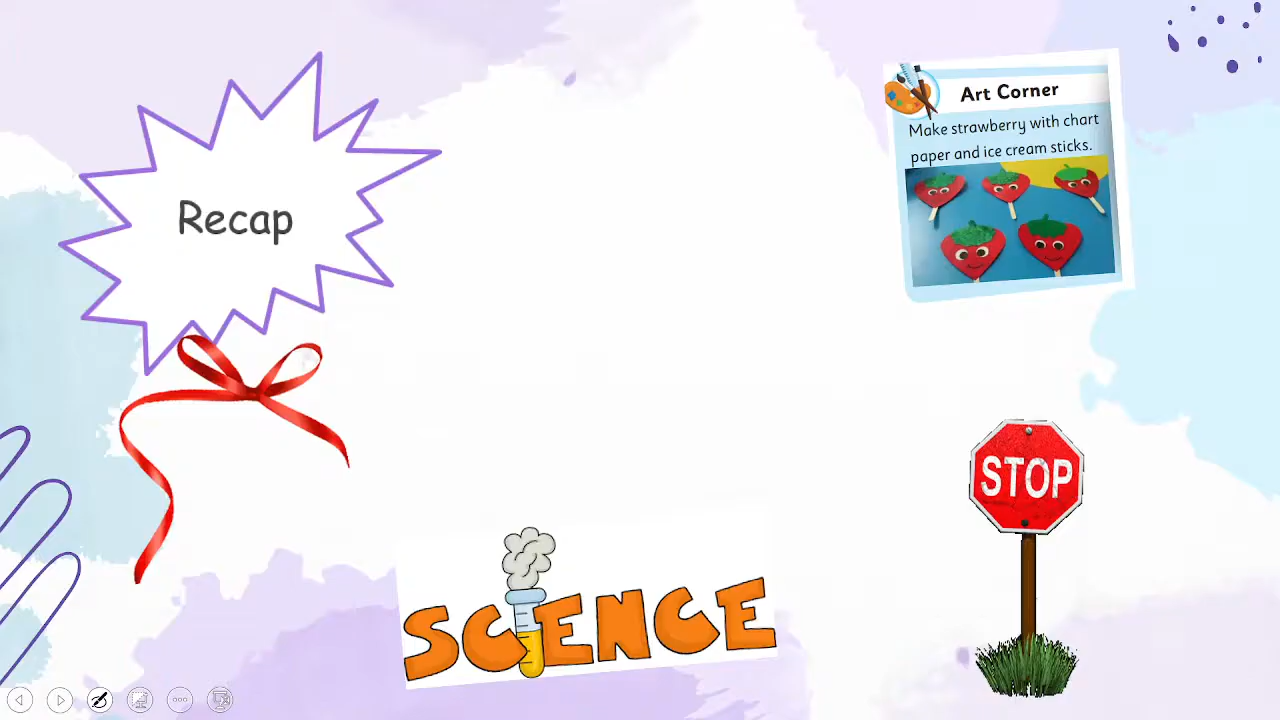 Recap
Art Corner
Make strawberry with chart
paper and ice cream sticks.
STOP
SCIENCE